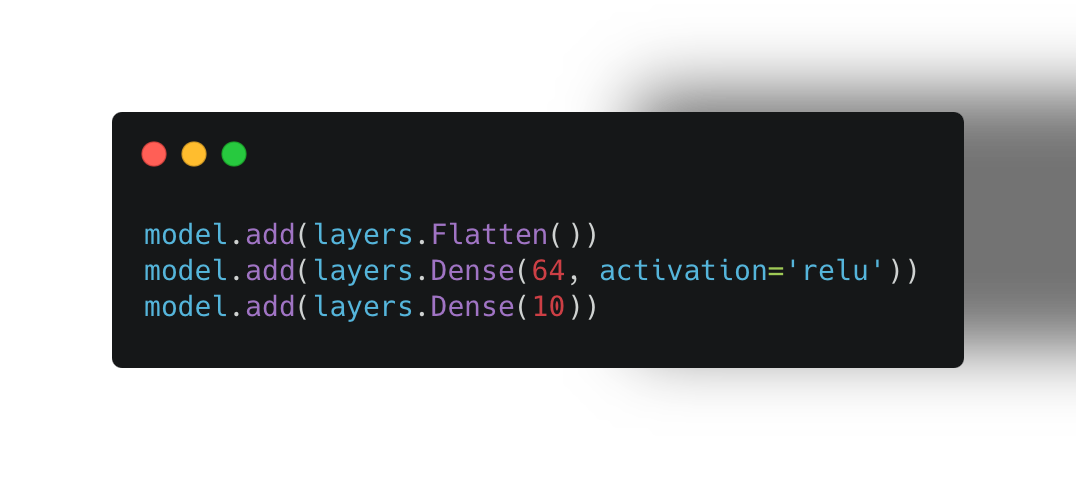 model.add(layers.Flatten())
model.add(layers.Dense(64, activation='relu'))
model.add(layers.Dense(10))